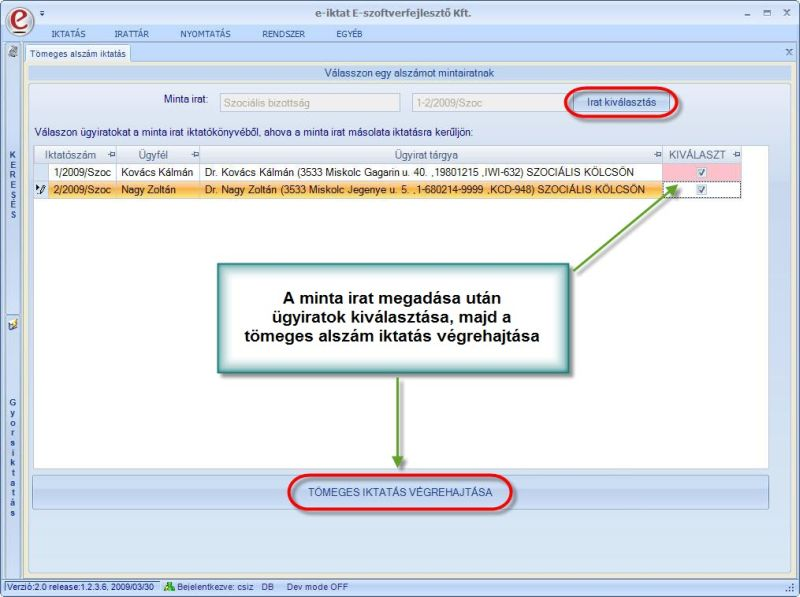 e-iktat E-szoftverfejlesztő Kft.
e
IKTATÁS IRATTÁR NYOMTATÁS RENDSZER EGYÉB
Tömeges alszám iktatás
Válasszon egy alszámot mintairatnak
Minta irat: Szociális bizottság 1-2/2009/Szoc Irat kiválasztás
Válaszon ügyiratokat a minta irat iktatókönyvéből, ahova a minta irat másolata iktatásra kerüljön:
Iktatószám Ügyfél Ügyirat tárgya KIVÁLASZT
1/2009/Szoc Kovács Kálmán Dr. Kovács Kálmán (3533 Miskolc Gagarin u. 40. ,19801215 ,IWI-632) SZOCIÁLIS KÖLCSÖN
2/2009/Szoc Nagy Zoltán Dr. Nagy Zoltán (3533 Miskolc Jegenye u. 5. ,1-680214-9999 ,KCD-948) SZOCIÁLIS KÖLCSÖN
KERESÉS
A minta irat megadása után
ügyiratok kiválasztása, majd a
tömeges alszám iktatás végrehajtása
Gyorsiktatás
TÖMEGES IKTATÁS VÉGREHAJTÁSA
Verzió:2.0 release:1.2.3.6, 2009/03/30 Bejelentkezve: csiz DB Dev mode OFF